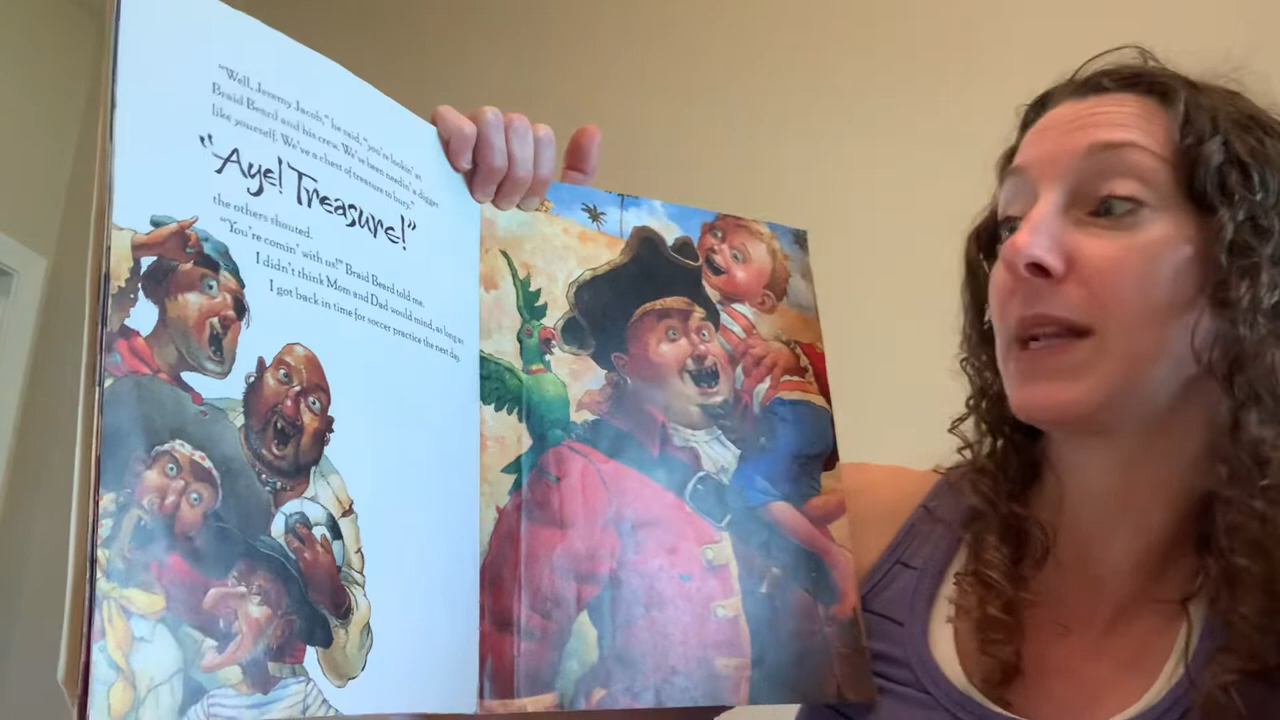 "Well, Jeremy Jacob," he said, "you're lookin' at
Braid Beard and his crew. We've been needin' a digger
like yourself. We've a chest of treasure to bury."
"Aye! Treasure!"
the others shouted.
"You're comin' with us!" Braid Beard told me.
I didn't think Mom and Dad would mind, as long as
I got back in time for soccer practice the next day.